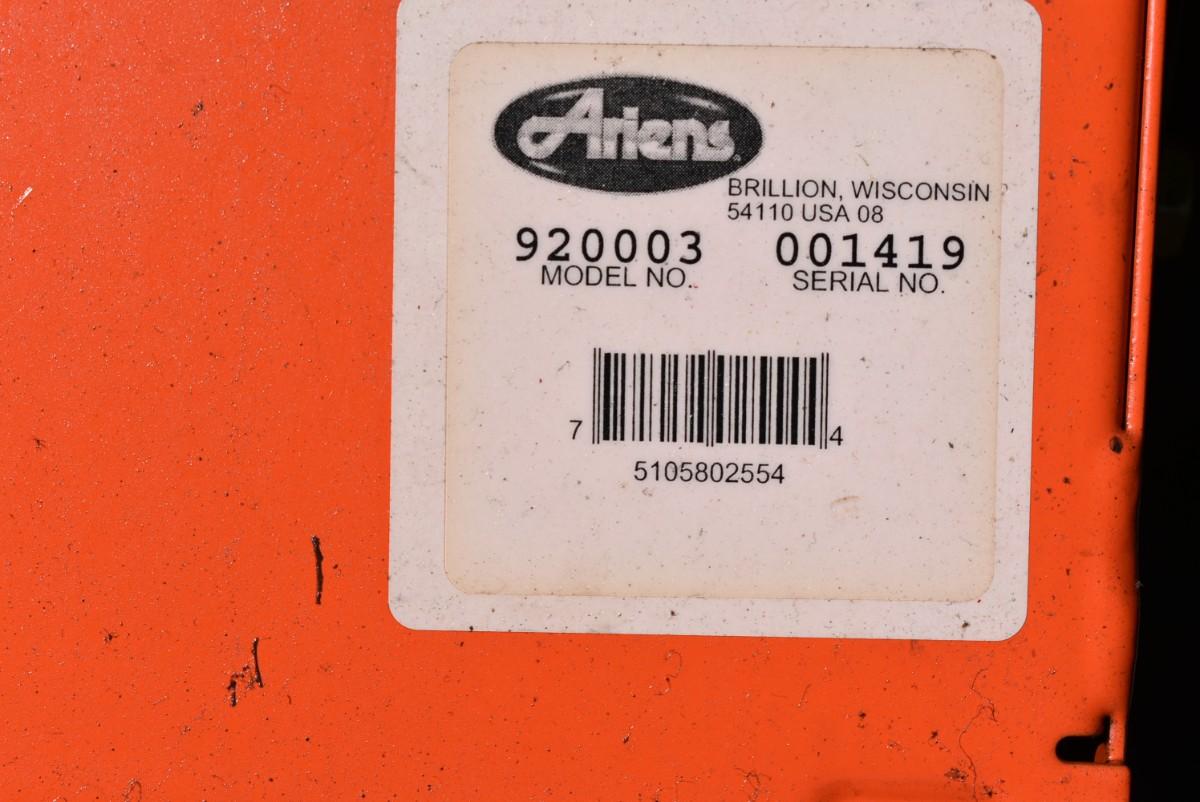 Ariens
BRILLION, WISCONSIN
54110 USA 08
920003 001419
MODEL NO. SERIAL NO.
7 4
5105802554